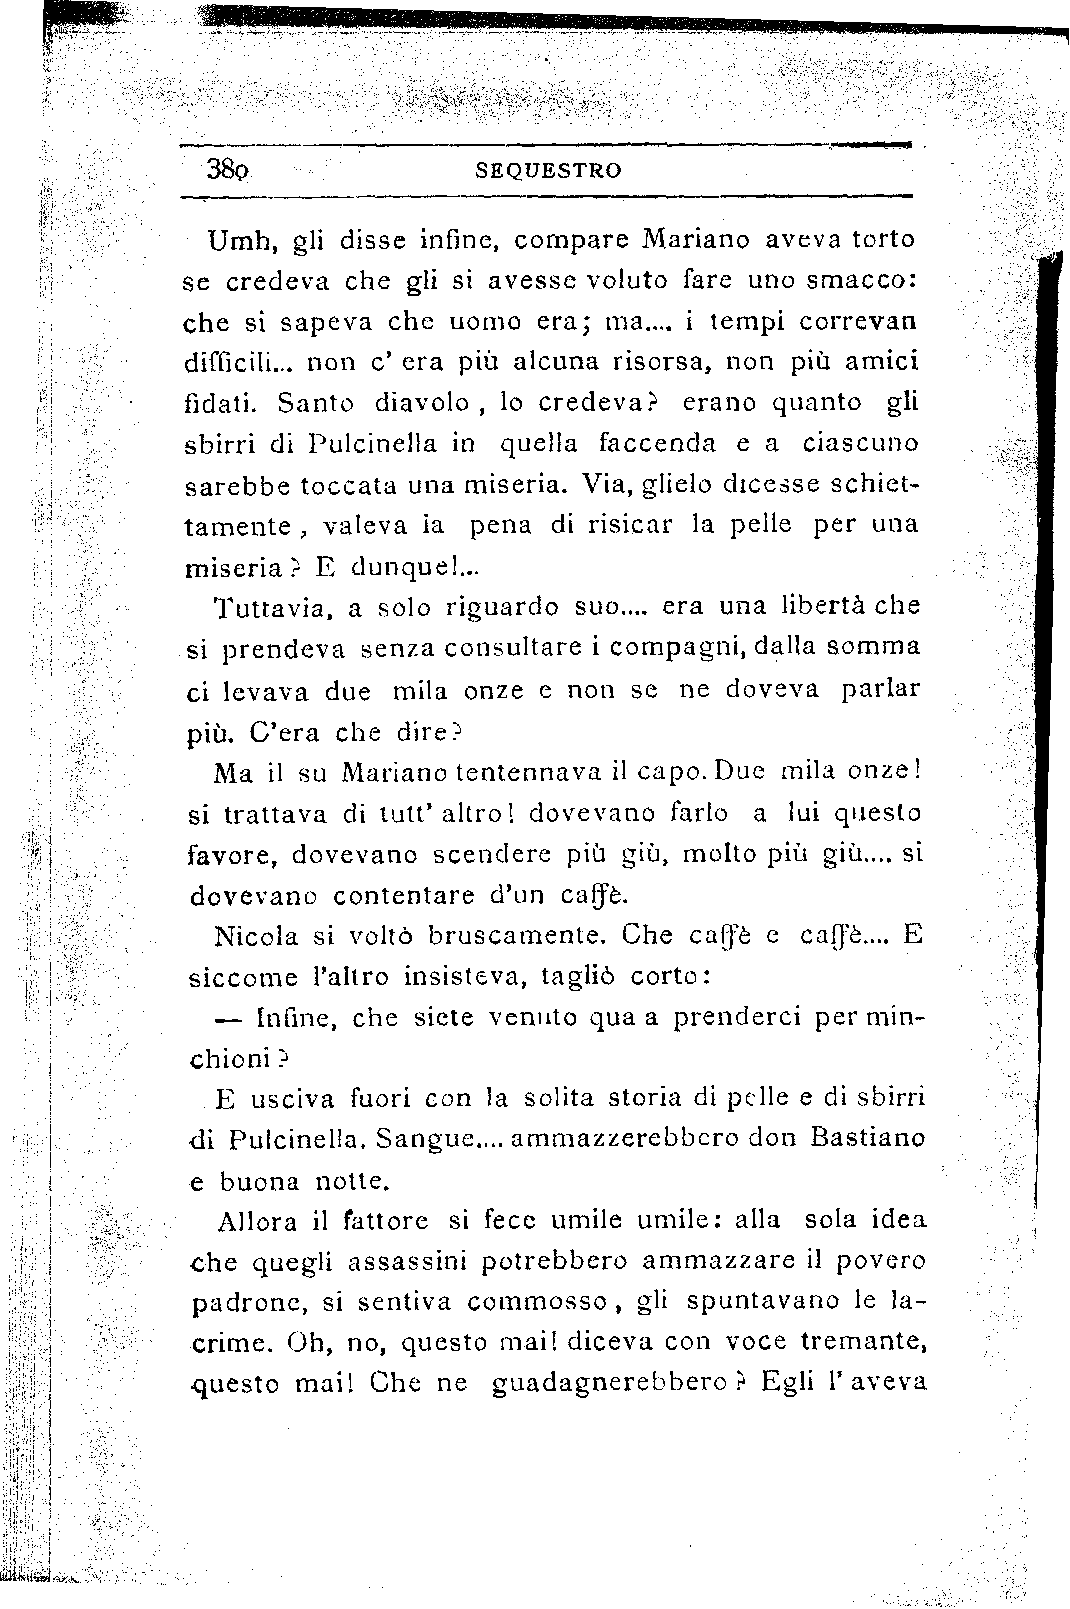 380 SEQUESTRO
Umh, gli disse infine, compare Mariano aveva torto
se credeva che gli si avesse voluto fare uno smacco:
che si sapeva che uomo era; ma.... i tempi correvan
difficili... non c' era più alcuna risorsa, non più amici
fidati. Santo diavolo, lo credeva? erano quanto gli
sbirri di Pulcinella in quella faccenda e a ciascuno
sarebbe toccata una miseria. Via, glielo dicesse schiet-
tamente, valeva la pena di risicar la pelle per una
miseria? E dunque!...
Tuttavia, a solo riguardo suo.... era una libertà che
si prendeva senza consultare i compagni, dalla somma
ci levava due mila onze e non se ne doveva parlar
più. C'era che dire?
Ma il su Mariano tentennava il capo. Due mila onze!
si trattava di tutt' altro! dovevano farlo a lui questo
favore, dovevano scendere più giù, molto più giù.... si
dovevano contentare d'un caffè.
Nicola si voltò bruscamente. Che caffè e caffè.... E
siccome l'altro insisteva, tagliò corto:
— Infine, che siete venuto qua a prenderci per min-
chioni?
E usciva fuori con la solita storia di pelle e di sbirri
di Pulcinella. Sangue.... ammazzerebbero don Bastiano
e buona notte.
Allora il fattore si fece umile umile: alla sola idea
che quegli assassini potrebbero ammazzare il povero
padrone, si sentiva commosso, gli spuntavano le la-
crime. Oh, no, questo mai! diceva con voce tremante,
questo mai! Che ne guadagnerebbero? Egli l' aveva